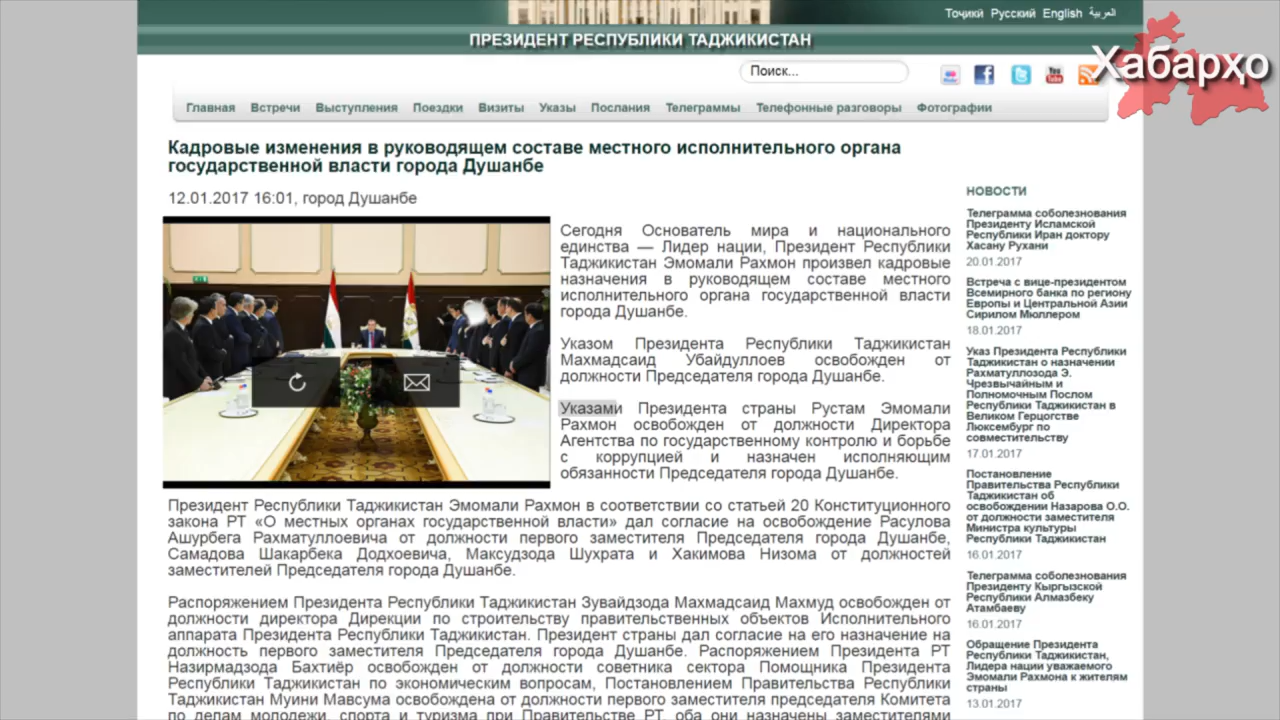 Тоҷикӣ Русский English العربية
ПРЕЗИДЕНТ РЕСПУБЛИКИ ТАДЖИКИСТАН
Хабарҳо
Поиск...
Главная Встречи Выступления Поездки Визиты Указы Послания Телеграммы Телефонные разговоры Фотографии
Кадровые изменения в руководящем составе местного исполнительного органа
государственной власти города Душанбе
12.01.2017 16:01, город Душанбе
Сегодня Основатель мира и национального
единства — Лидер нации, Президент Республики
Таджикистан Эмомали Рахмон произвел кадровые
назначения в руководящем составе местного
исполнительного органа государственной власти
города Душанбе.
Указом Президента Республики Таджикистан
Махмадсаид Убайдуллоев освобожден от
должности Председателя города Душанбе.
Указами Президента страны Рустам Эмомали
Рахмон освобожден от должности Директора
Агентства по государственному контролю и борьбе
с коррупцией и назначен исполняющим
обязанности Председателя города Душанбе.
Президент Республики Таджикистан Эмомали Рахмон в соответствии со статьей 20 Конституционного
закона РТ «О местных органах государственной власти» дал согласие на освобождение Расулова
Ашурбега Рахматуллоевича от должности первого заместителя Председателя города Душанбе,
Самадова Шакарбека Додхоевича, Максудзода Шухрата и Хакимова Низома от должностей
заместителей Председателя города Душанбе.
Распоряжением Президента Республики Таджикистан Зувайдзода Махмадсаид Махмуд освобожден от
должности директора Дирекции по строительству правительственных объектов Исполнительного
аппарата Президента Республики Таджикистан. Президент страны дал согласие на его назначение на
должность первого заместителя Председателя города Душанбе. Распоряжением Президента РТ
Назирмадзода Бахтиёр освобожден от должности советника сектора Помощника Президента
Республики Таджикистан по экономическим вопросам, Постановлением Правительства Республики
Таджикистан Муини Мавсума освобождена от должности первого заместителя председателя Комитета
по делам молодежи, спорта и туризма при Правительстве РТ, оба они назначены заместителями
НОВОСТИ
Телеграмма соболезнования
Президенту Исламской
Республики Иран доктору
Хасану Рухани
20.01.2017
Встреча с вице-президентом
Всемирного банка по региону
Европы и Центральной Азии
Сирилом Мюллером
18.01.2017
Указ Президента Республики
Таджикистан о назначении
Рахматуллозода Э.
Чрезвычайным и
Полномочным Послом
Республики Таджикистан в
Великом Герцогстве
Люксембург по
совместительству
17.01.2017
Постановление
Правительства Республики
Таджикистан об
освобождении Назарова О.О.
от должности заместителя
Министра культуры
Республики Таджикистан
16.01.2017
Телеграмма соболезнования
Президенту Кыргызской
Республики Алмазбеку
Атамбаеву
16.01.2017
Обращение Президента
Республики Таджикистан,
Лидера нации уважаемого
Эмомали Рахмона к жителям
страны
13.01.2017